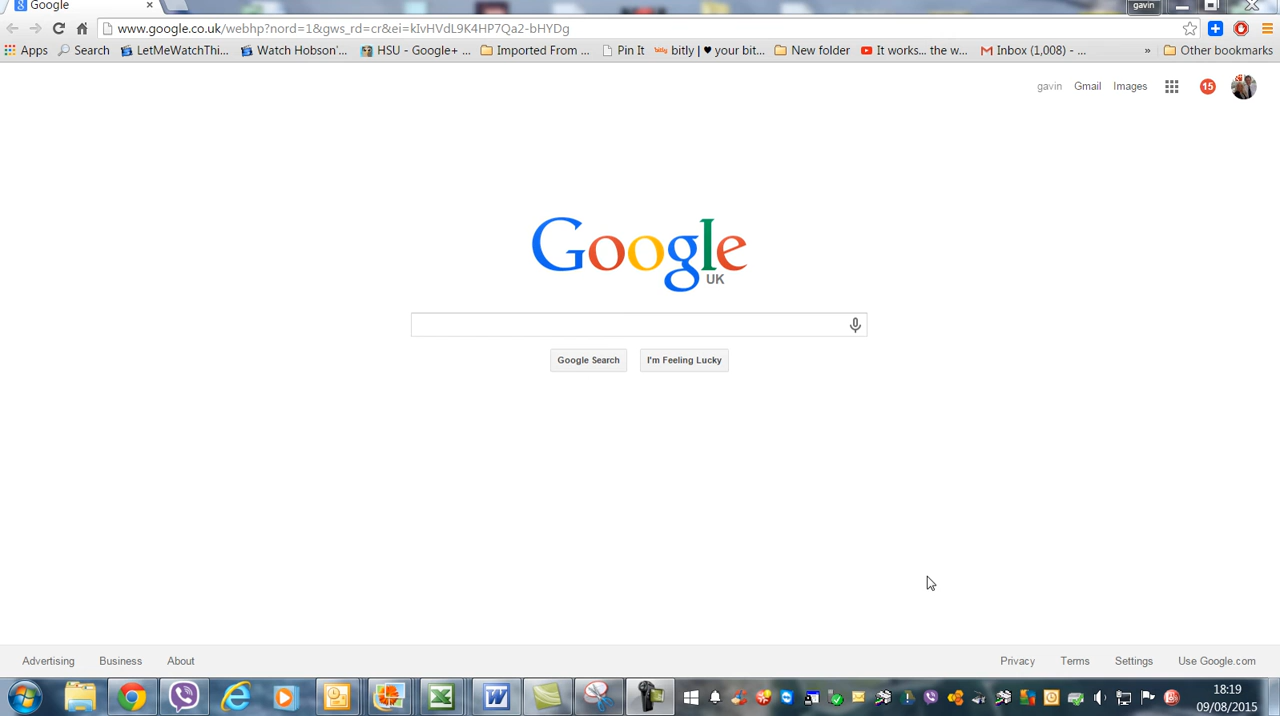 Google
gavin
www.google.co.uk/webhp?nord=1&gws_rd=cr&ei=kIvHVdL9K4HP7Qa2-bHYDg
Apps Search LetMeWatchThi... Watch Hobson'... HSU - Google+ ... Imported From ... Pin It bitly bitly | ♥ your bit... New folder It works... the w... Inbox (1,008) - ... » Other bookmarks
gavin Gmail Images 15
Google
UK
Google Search I'm Feeling Lucky
Advertising Business About Privacy Terms Settings Use Google.com
18:19
09/08/2015